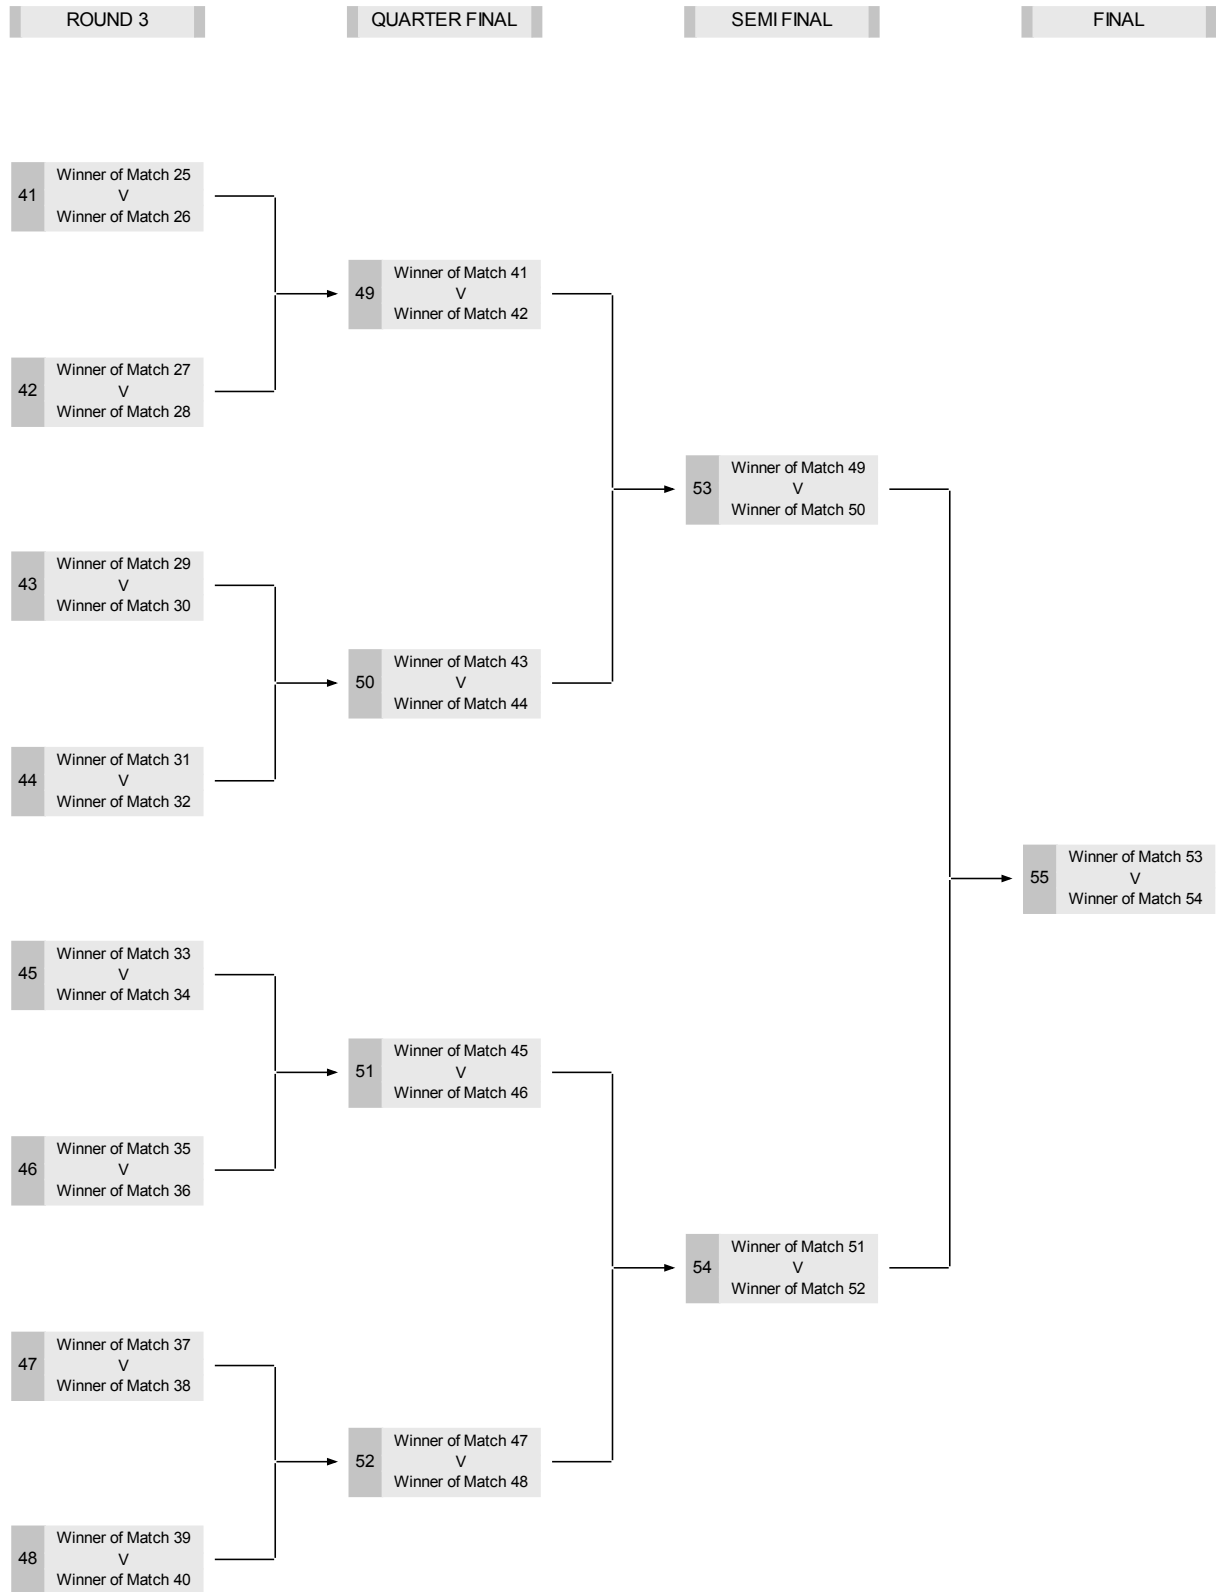 ROUND 3
QUARTER FINAL
SEMI FINAL
FINAL
41
Winner of Match 25
V
Winner of Match 26
42
Winner of Match 27
V
Winner of Match 28
43
Winner of Match 29
V
Winner of Match 30
44
Winner of Match 31
V
Winner of Match 32
45
Winner of Match 33
V
Winner of Match 34
46
Winner of Match 35
V
Winner of Match 36
47
Winner of Match 37
V
Winner of Match 38
48
Winner of Match 39
V
Winner of Match 40
49
Winner of Match 41
V
Winner of Match 42
50
Winner of Match 43
V
Winner of Match 44
51
Winner of Match 45
V
Winner of Match 46
52
Winner of Match 47
V
Winner of Match 48
53
Winner of Match 49
V
Winner of Match 50
54
Winner of Match 51
V
Winner of Match 52
55
Winner of Match 53
V
Winner of Match 54